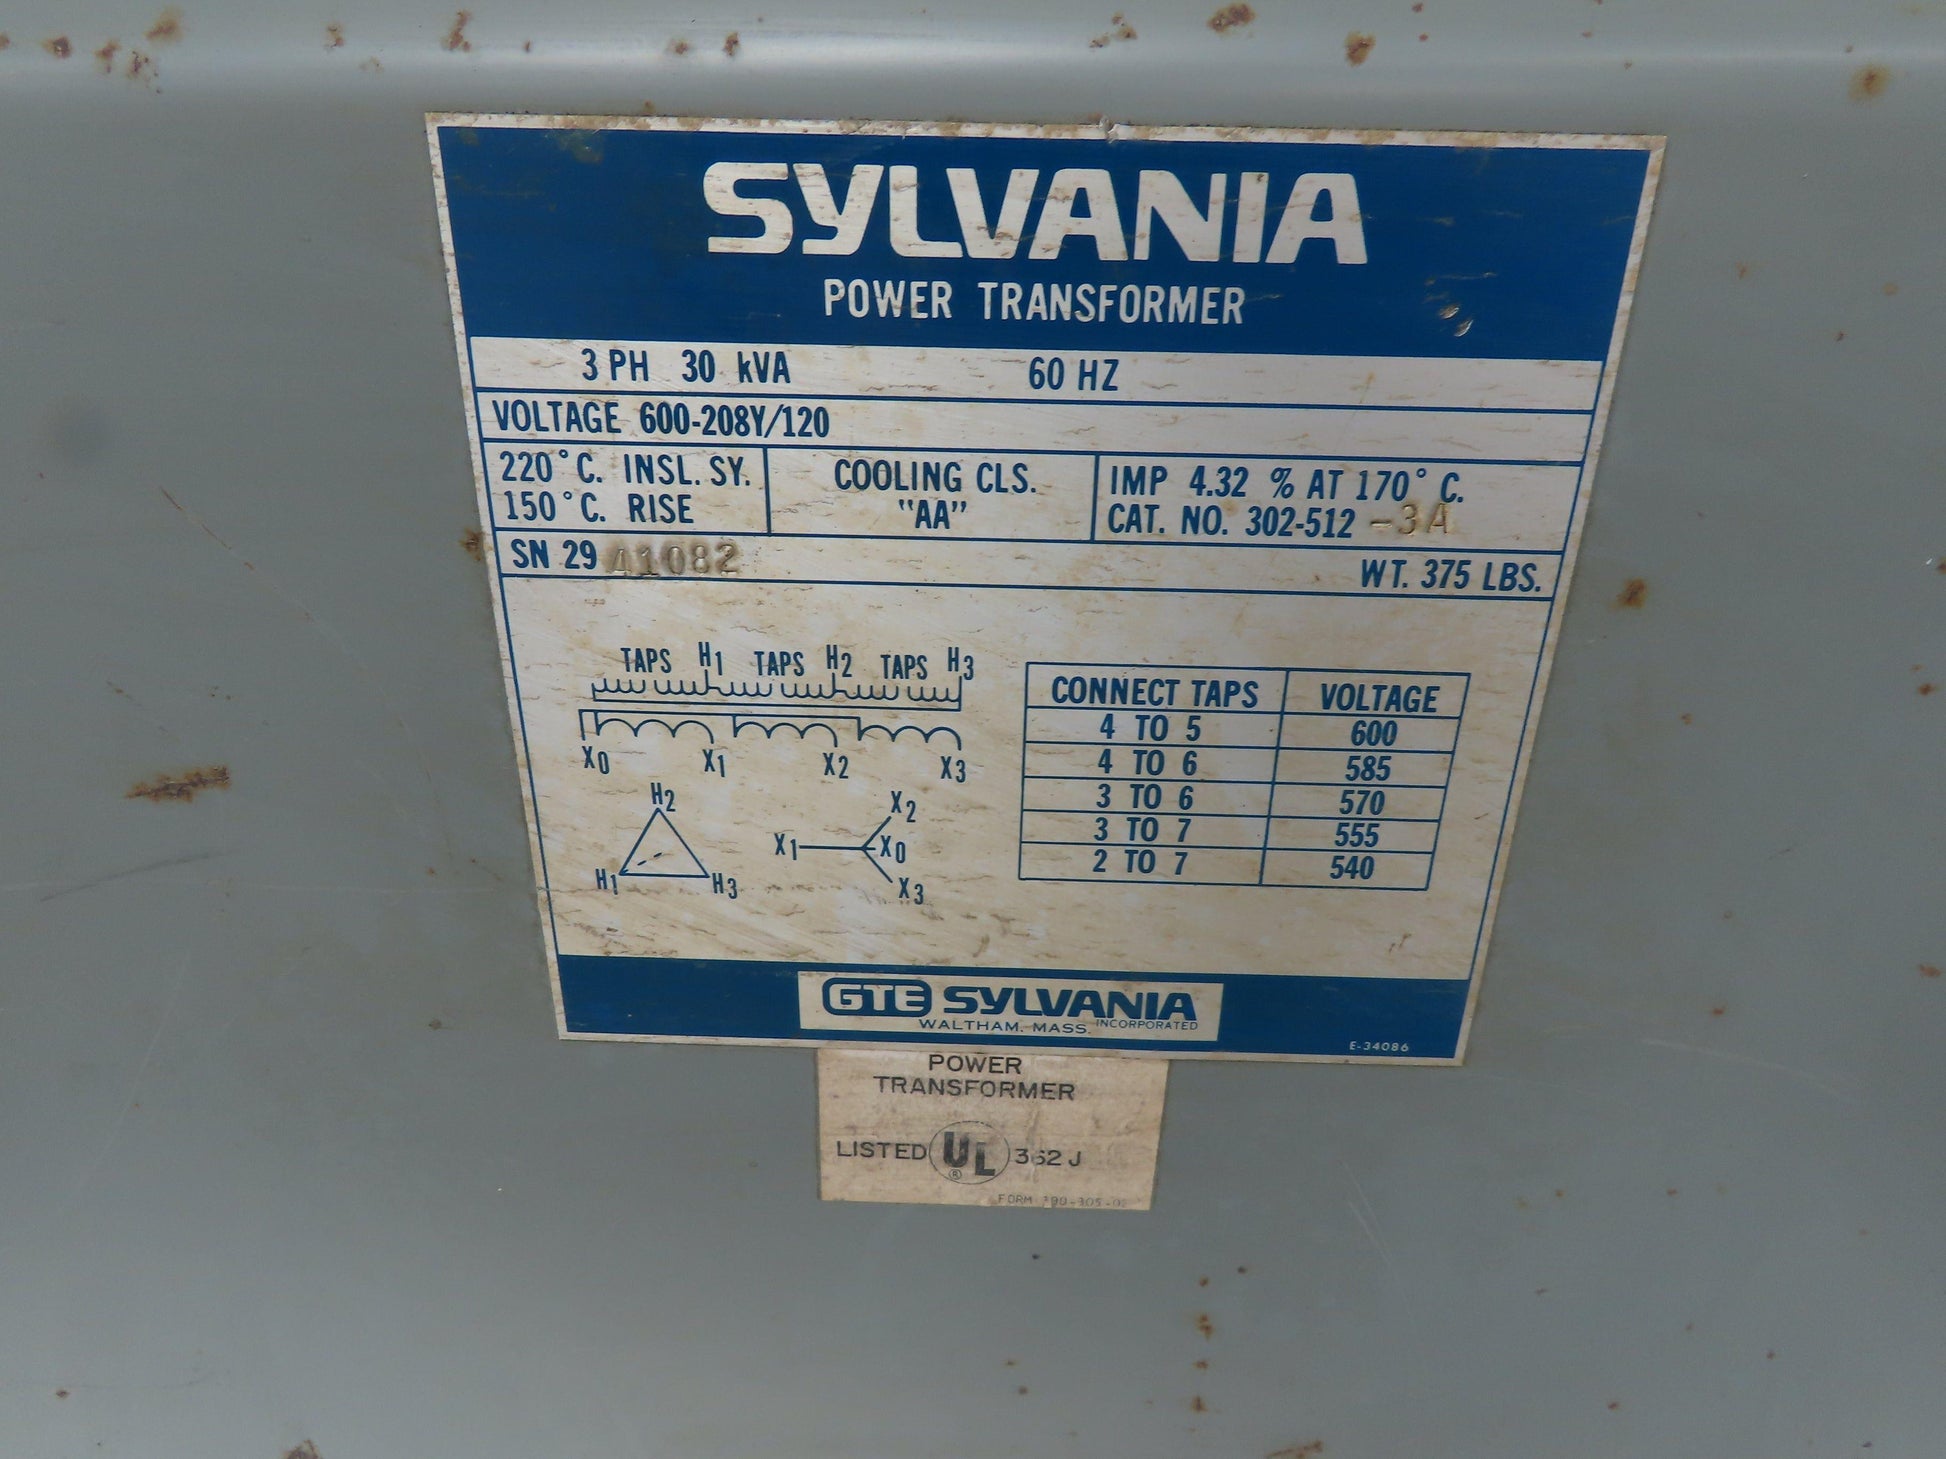 SYLVANIA
POWER TRANSFORMER
3 PH 30 kVA 60 HZ
VOLTAGE 600-208Y/120
220°C. INSL. SY.
150°C. RISE
COOLING CLS.
"AA"
IMP 4.32 % AT 170°C.
CAT. NO. 302-512 -3A
SN 29 41082
WT. 375 LBS.
TAPS H1 TAPS H2 TAPS H3
X0 X1 X2 X3
H2
H1 H3
X2
X1 X0
X3
CONNECT TAPS VOLTAGE
4 TO 5 600
4 TO 6 585
3 TO 6 570
3 TO 7 555
2 TO 7 540
GTE SYLVANIA
INCORPORATED
WALTHAM, MASS.
E-34086
POWER
TRANSFORMER
LISTED UL ® 362J
FORM